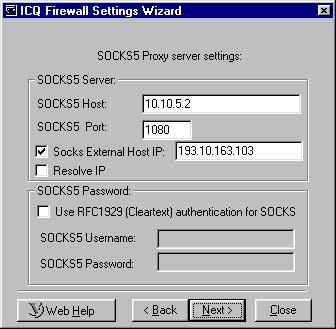 ICQ Firewall Settings Wizard
SOCKS5 Proxy server settings:
SOCKS5 Server:
SOCKS5 Host: 10.10.5.2
SOCKS5 Port: 1080
Socks External Host IP: 193.10.163.103
Resolve IP
SOCKS5 Password:
Use RFC1929 (Cleartext) authentication for SOCKS
SOCKS5 Username:
SOCKS5 Password:
Web Help < Back Next > Close